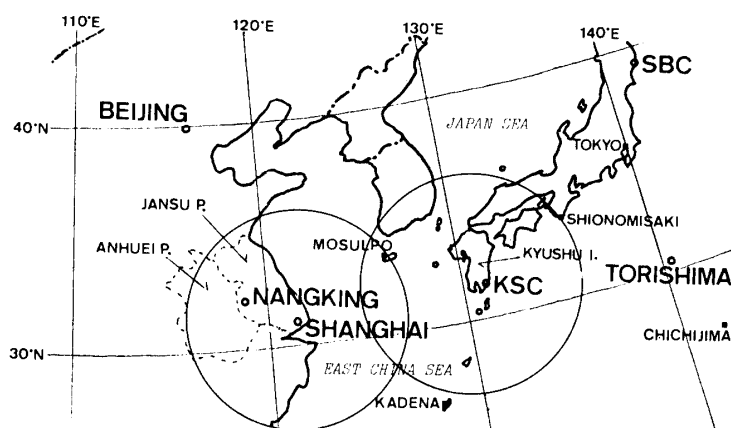 110°E
120°E
130°E
140°E
SBC
BEIJING
40°N
JAPAN SEA
TOKYO
JANSU P.
ANHUEI P.
MOSULPO
SHIONOMISAKI
KYUSHU I.
NANGKING
KSC
TORISHIMA
SHANGHAI
CHICHIJIMA
30°N
EAST CHINA SEA
KADENA